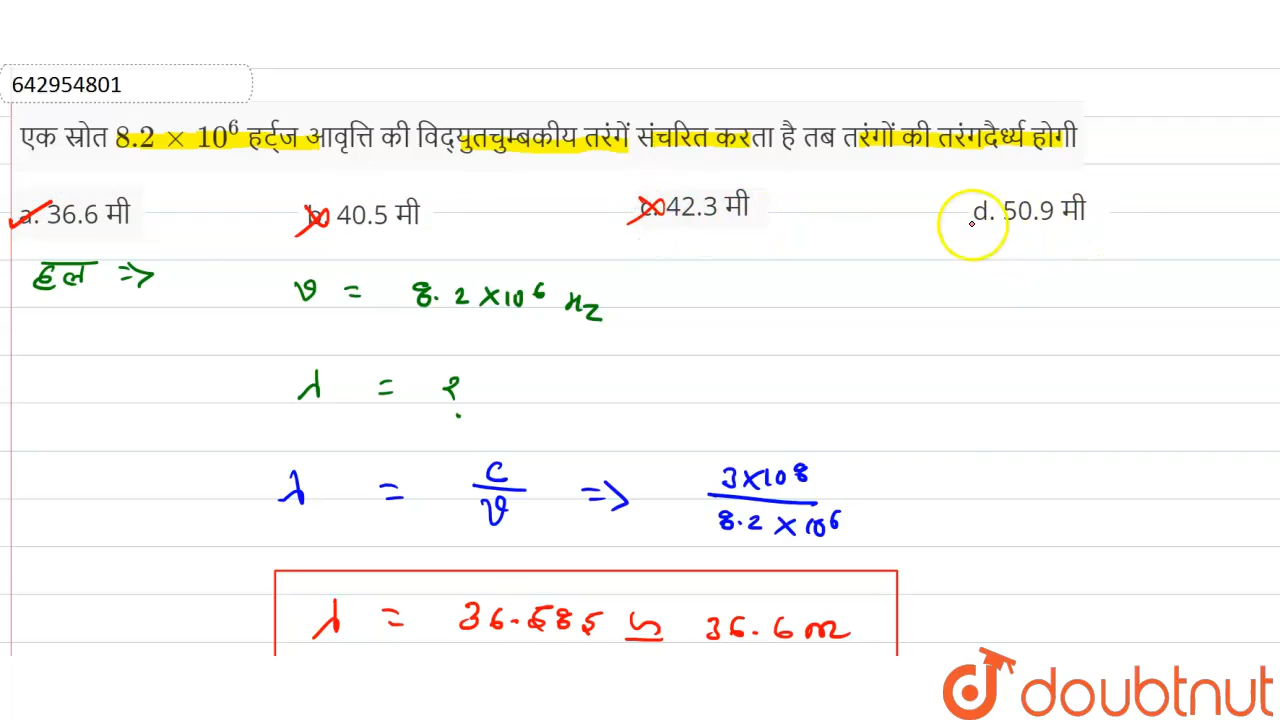 642954801
एक स्रोत 8.2 × 10⁶ हर्ट्ज आवृत्ति की विद्युतचुम्बकीय तरंगें संचरित करता है तब तरंगों की तरंगदैर्ध्य होगी
a. 36.6 मी b. 40.5 मी c. 42.3 मी d. 50.9 मी
हल ⇒ ν = 8.2 × 10⁶ Hz
λ = ?
λ = c/ν ⇒ 3×10⁸/8.2 × 10⁶
λ = 36.585 ≃ 36.6 m
doubtnut